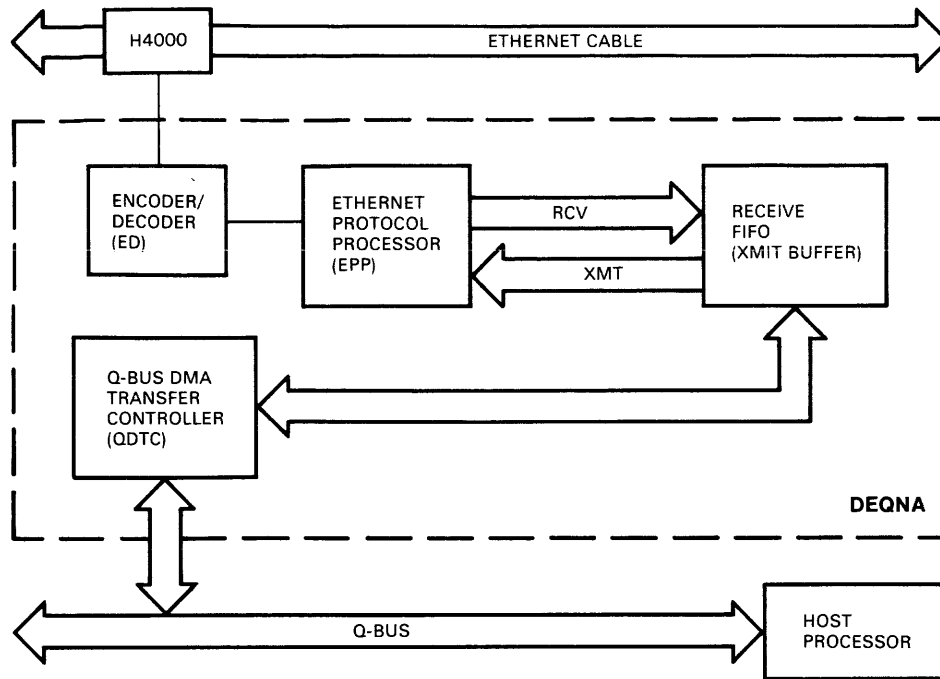 H4000
ETHERNET CABLE
ENCODER/
DECODER
(ED)
ETHERNET
PROTOCOL
PROCESSOR
(EPP)
RCV
XMT
RECEIVE
FIFO
(XMIT BUFFER)
Q-BUS DMA
TRANSFER
CONTROLLER
(QDTC)
DEQNA
Q-BUS
HOST
PROCESSOR